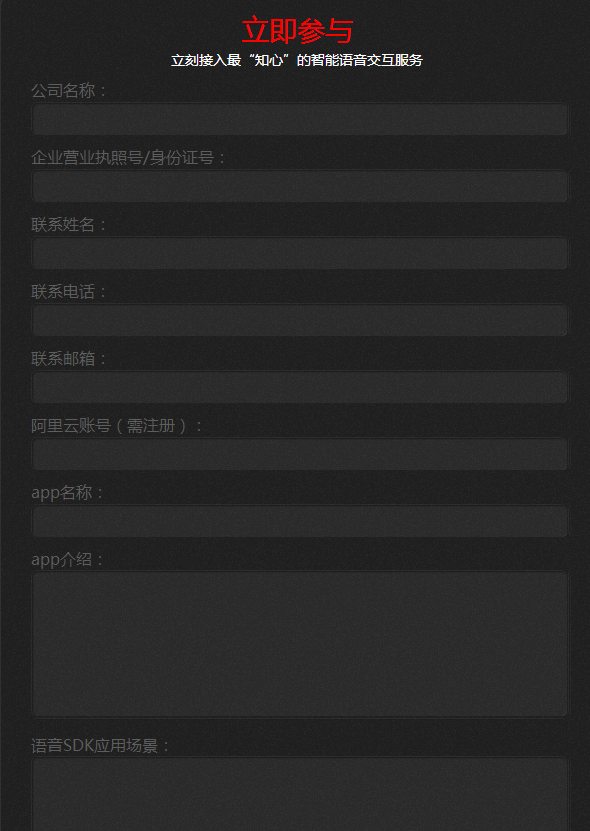 立即参与
立刻接入最“知心”的智能语音交互服务
公司名称：
企业营业执照号/身份证号：
联系姓名：
联系电话：
联系邮箱：
阿里云账号（需注册）：
app名称：
app介绍：
语音SDK应用场景：